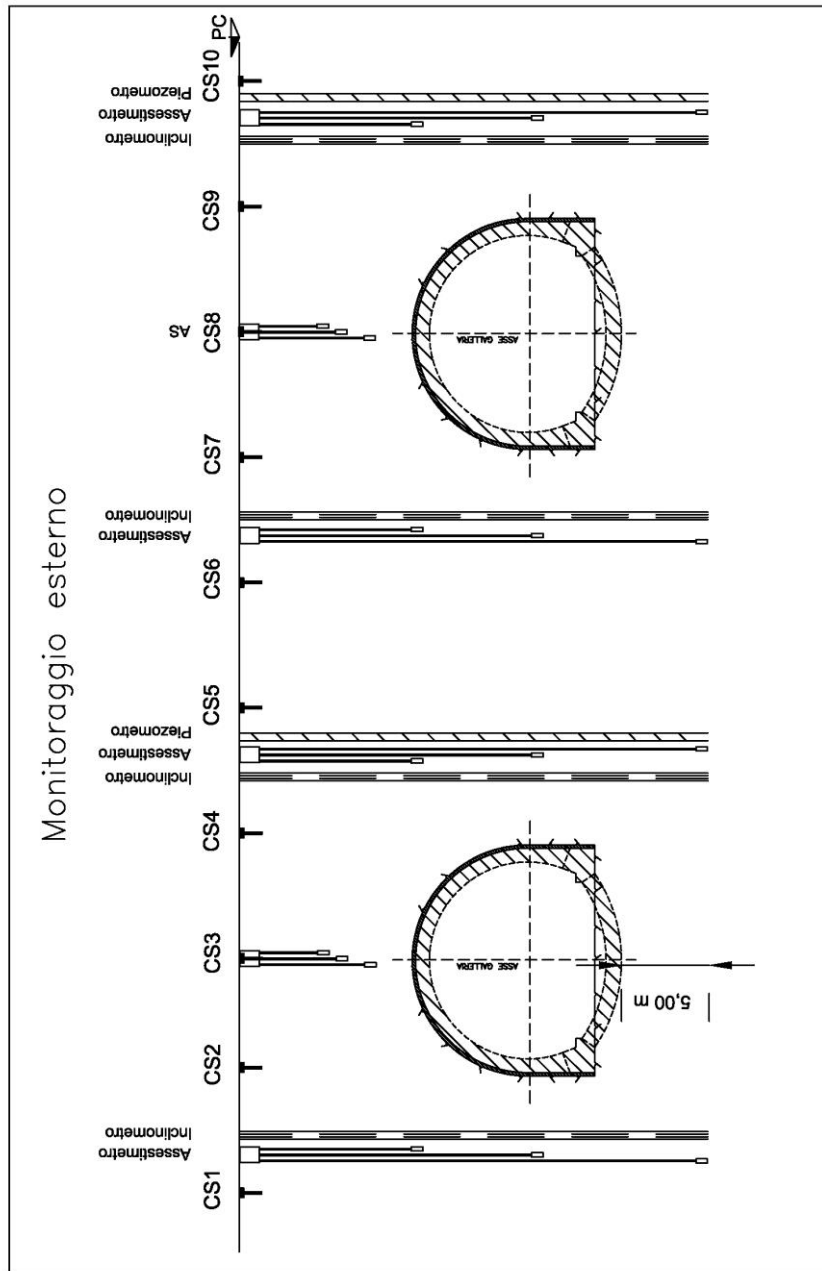 Monitoraggio esterno
PC
CS10
Piezometro
Assestimetro
Inclinometro
CS9
AS
CS8
ASSE GALLERIA
CS7
Inclinometro
Assestimetro
CS6
CS5
Piezometro
Assestimetro
Inclinometro
CS4
CS3
ASSE GALLERIA
5,00 m
CS2
Inclinometro
Assestimetro
CS1